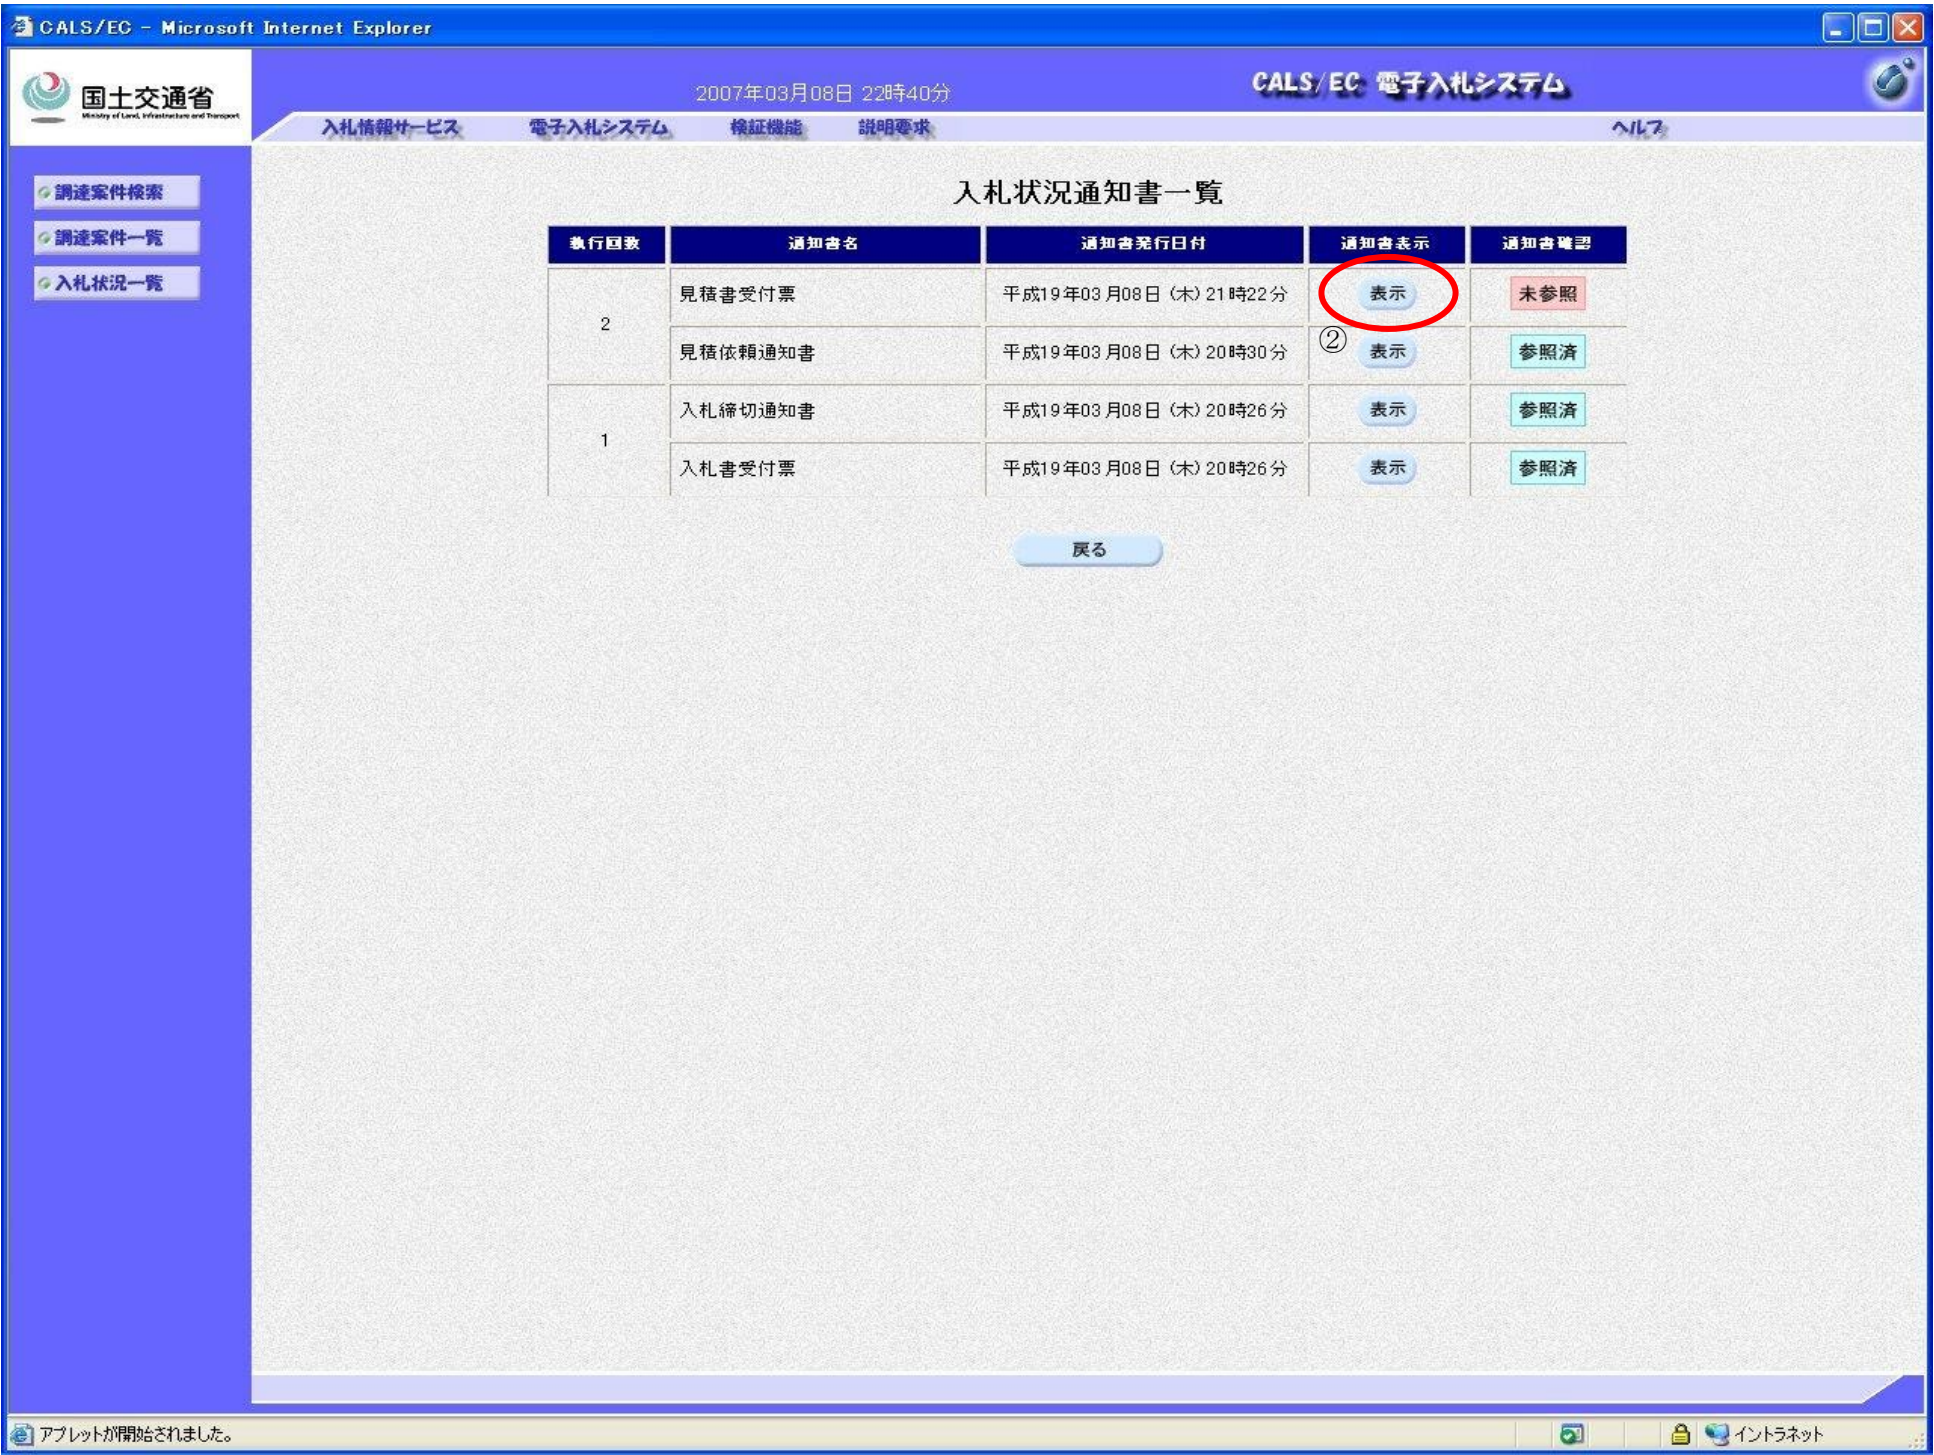 CALS/EC - Microsoft Internet Explorer
国土交通省
Ministry of Land, Infrastructure and Transport
2007年03月08日 22時40分
CALS/EC 電子入札システム
入札情報サービス 電子入札システム 検証機能 説明要求 ヘルプ
調達案件検索
調達案件一覧
入札状況一覧
入札状況通知書一覧
執行回数 通知書名 通知書発行日付 通知書表示 通知書確認
2
見積書受付票 平成19年03月08日（木）21時22分 表示 未参照
②
見積依頼通知書 平成19年03月08日（木）20時30分 表示 参照済
1
入札締切通知書 平成19年03月08日（木）20時26分 表示 参照済
入札書受付票 平成19年03月08日（木）20時26分 表示 参照済
戻る
アプレットが開始されました。 イントラネット